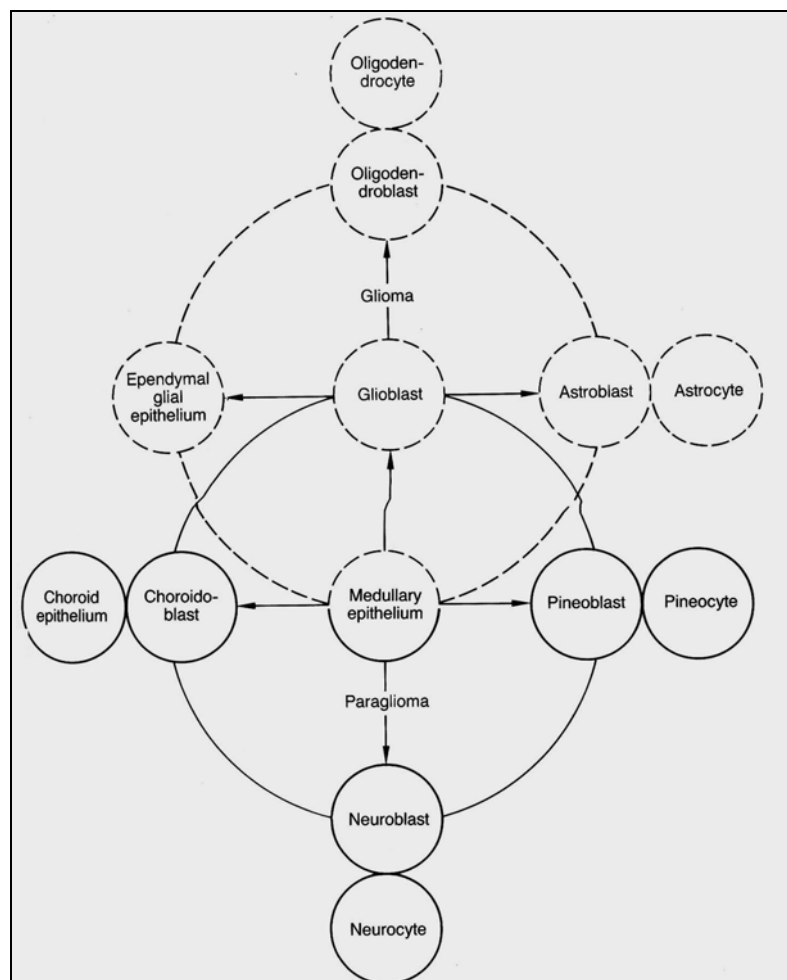 Oligoden-
drocyte
Oligoden-
droblast
Glioma
Ependymal
glial
epithelium
Glioblast
Astroblast
Astrocyte
Choroid
epithelium
Choroido-
blast
Medullary
epithelium
Pineoblast
Pineocyte
Paraglioma
Neuroblast
Neurocyte